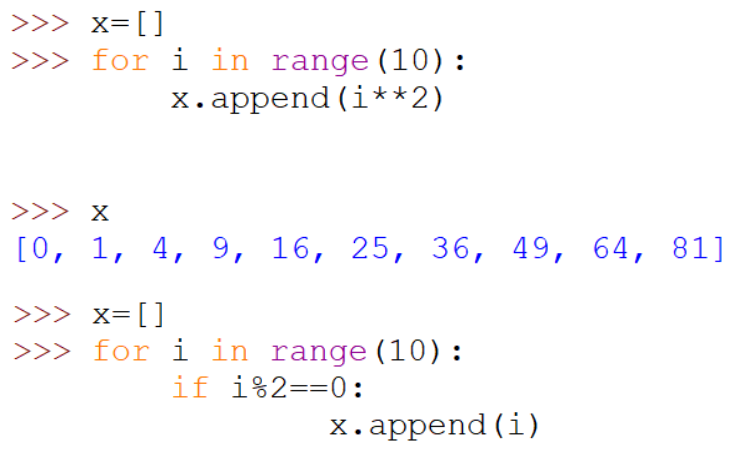 >>> x=[]
>>> for i in range(10):
        x.append(i**2)
>>> x
[0, 1, 4, 9, 16, 25, 36, 49, 64, 81]
>>> x=[]
>>> for i in range(10):
        if i%2==0:
                x.append(i)